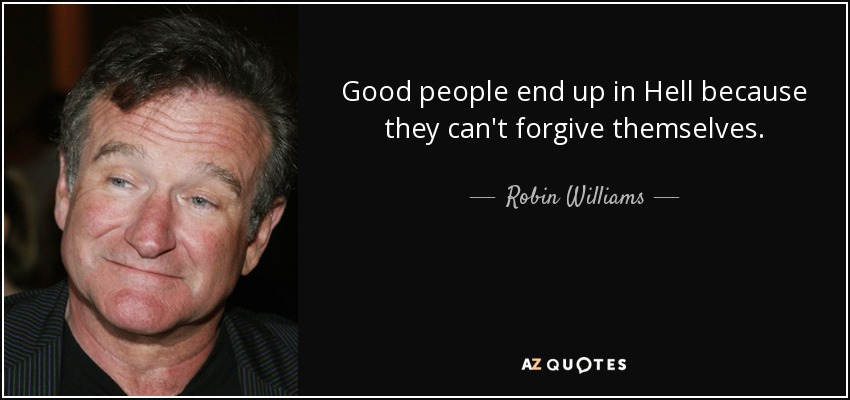 Good people end up in Hell because
they can't forgive themselves.
Robin Williams
AZ QUOTES